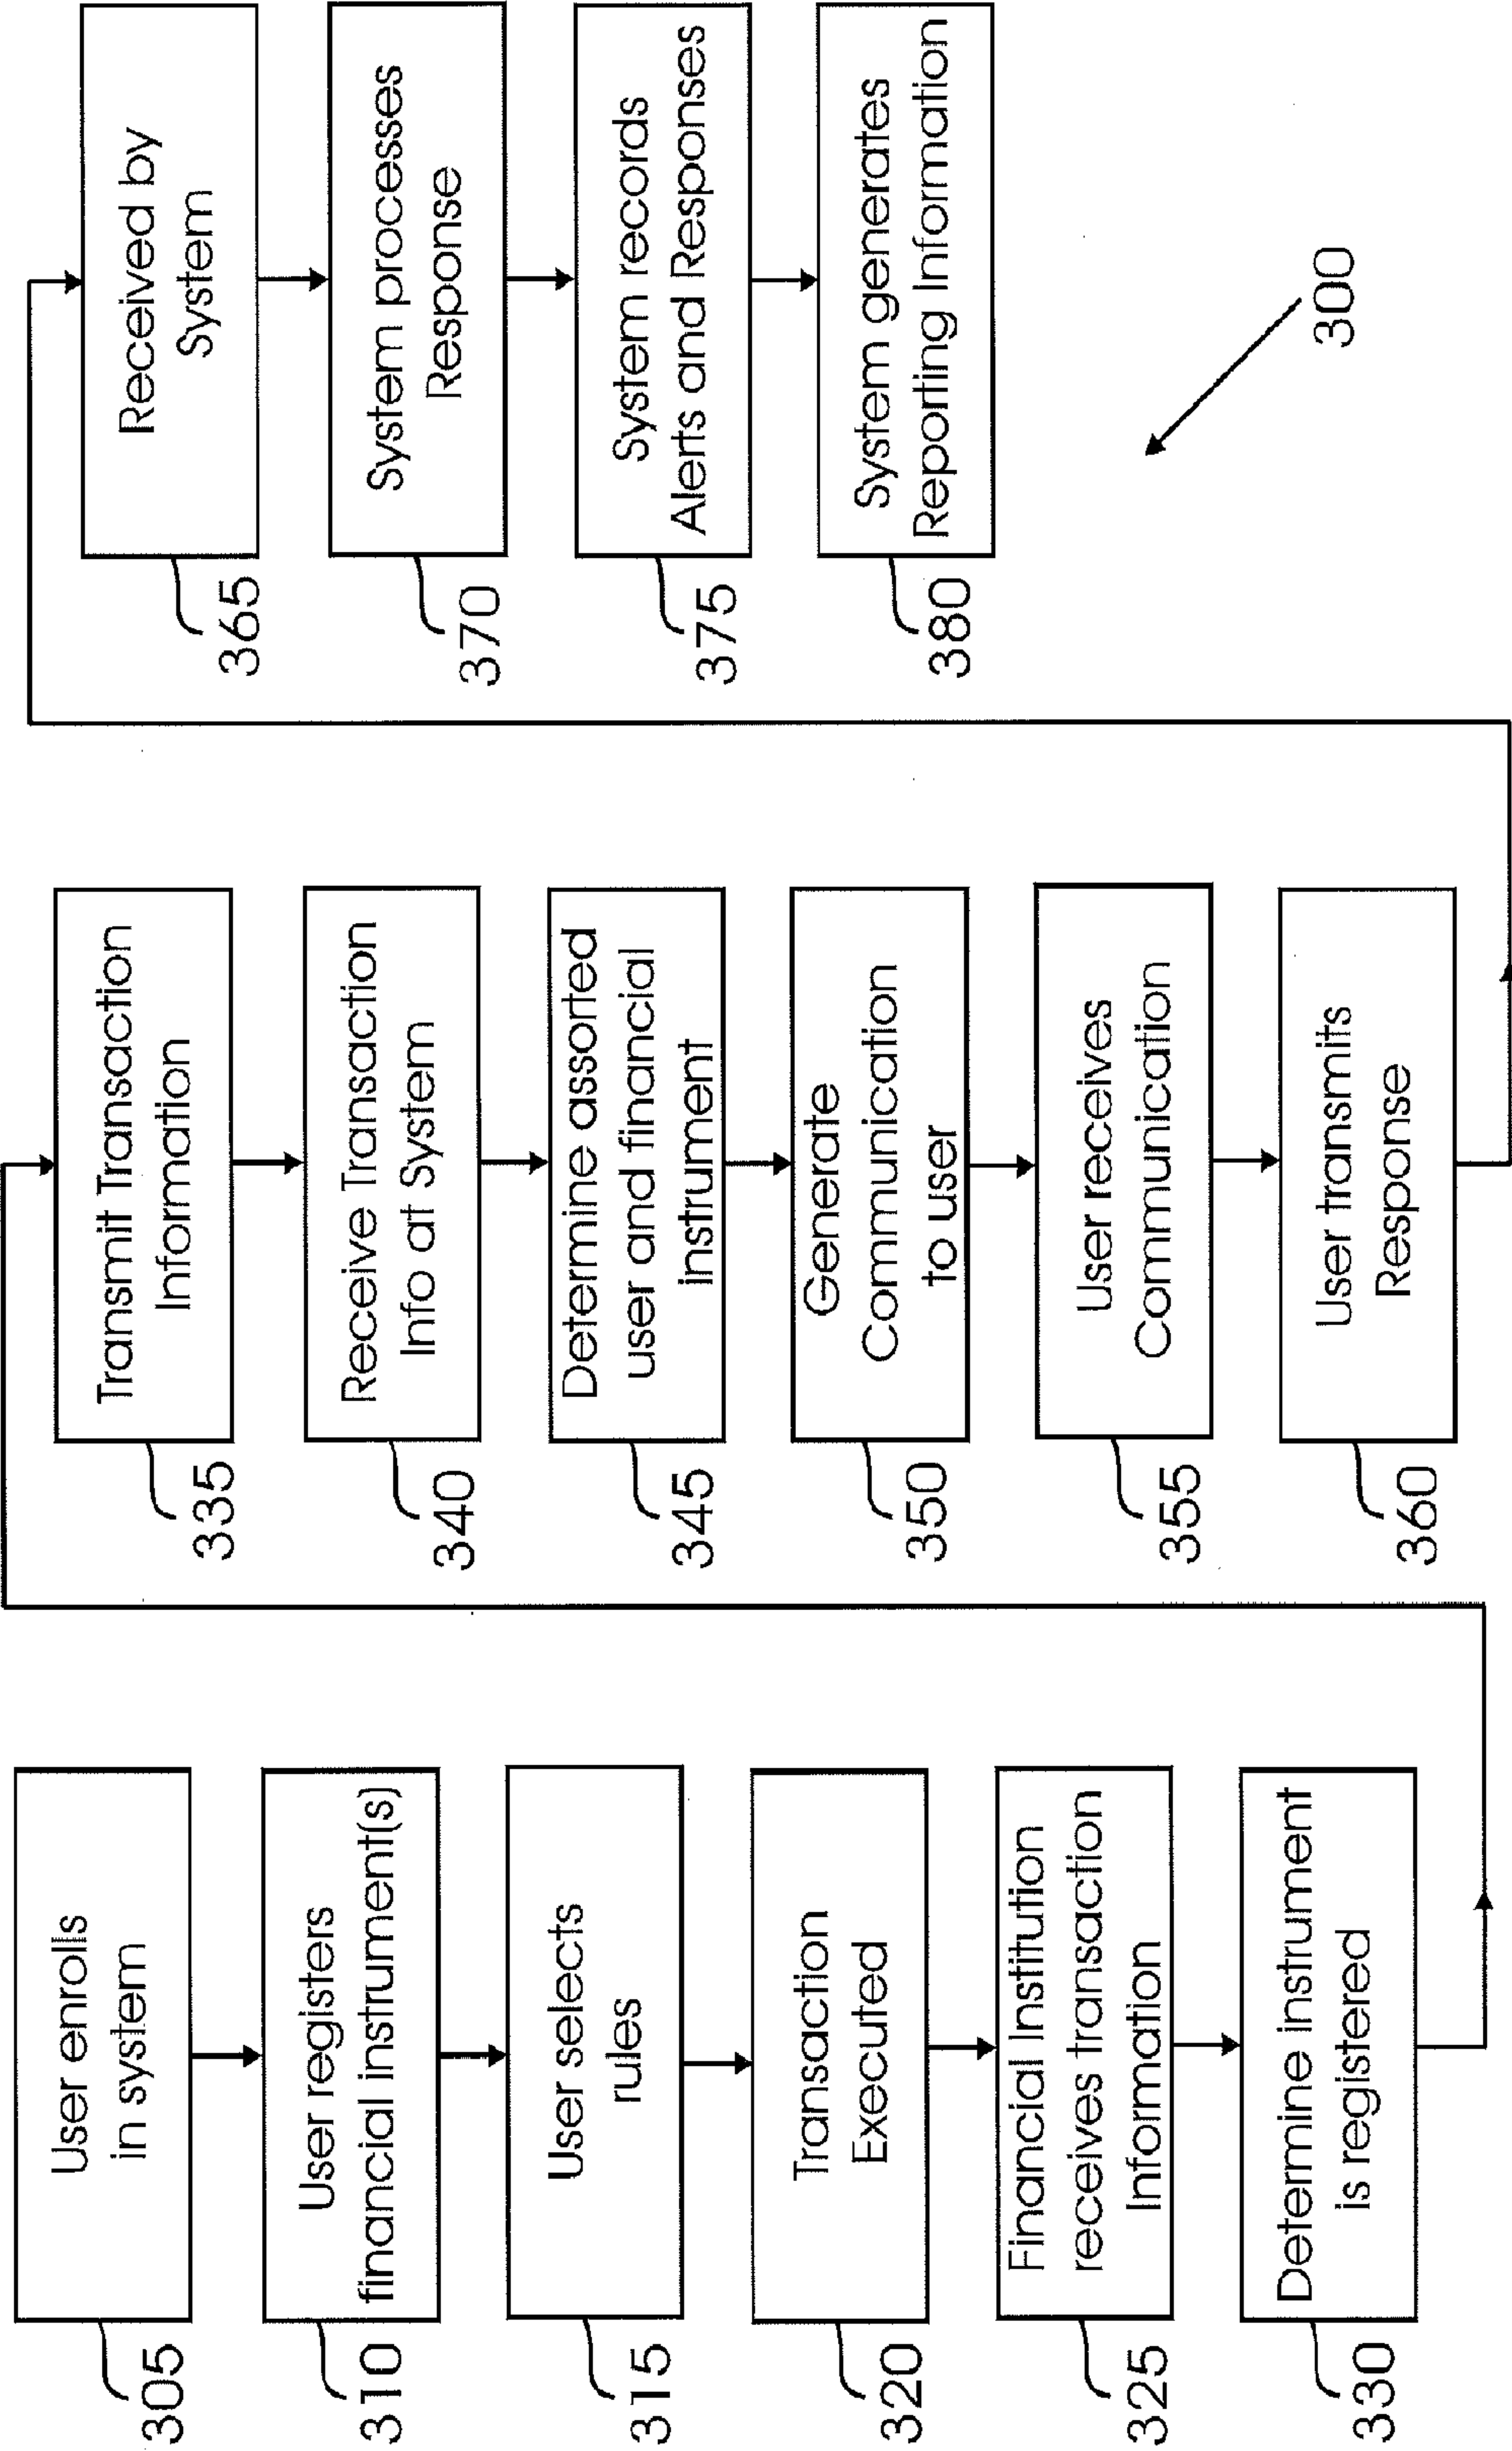 User enrolls
in system
305
User registers
financial instrument(s)
310
User selects
rules
315
Transaction
Executed
320
Financial Institution
receives transaction
Information
325
Determine instrument
is registered
330
Transmit Transaction
Information
335
Receive Transaction
Info at System
340
Determine assorted
user and financial
instrument
345
Generate
Communication
to user
350
User receives
Communication
355
User transmits
Response
360
Received by
System
365
System processes
Response
370
System records
Alerts and Responses
375
System generates
Reporting Information
380
300